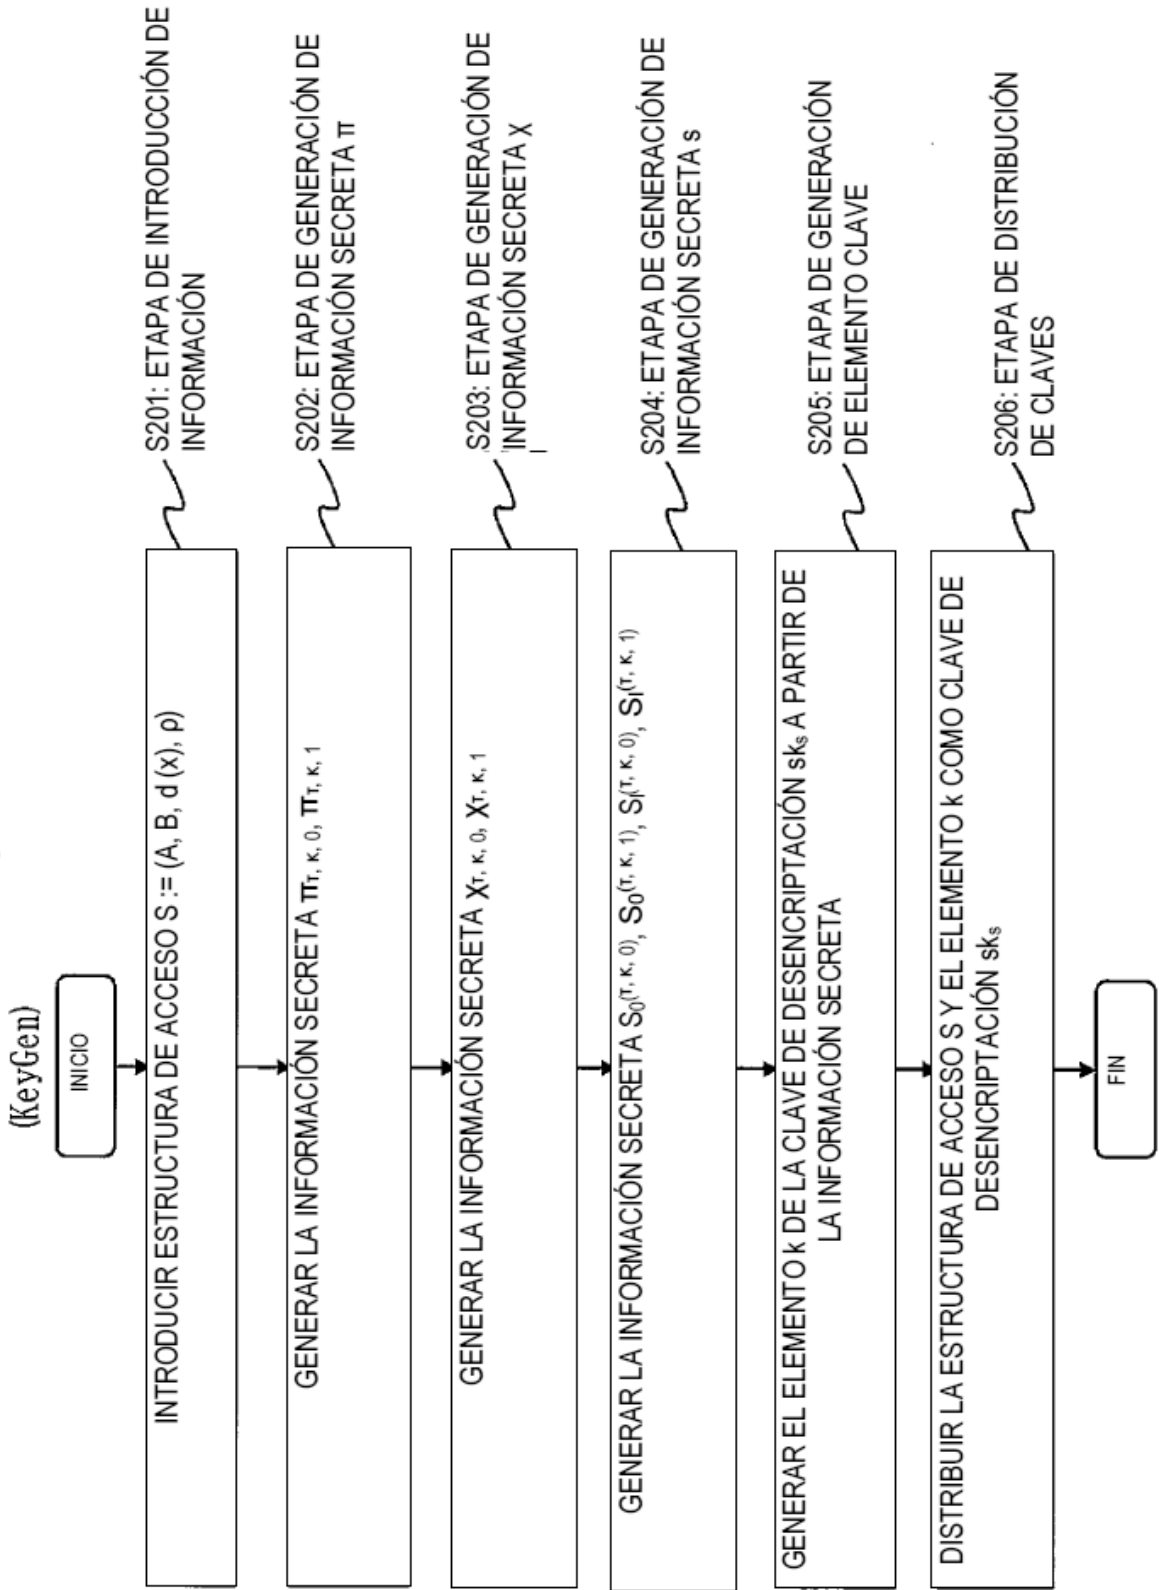 (KeyGen)
INICIO
INTRODUCIR ESTRUCTURA DE ACCESO S := (A, B, d (x), ρ)
S201: ETAPA DE INTRODUCCIÓN DE
INFORMACIÓN
GENERAR LA INFORMACIÓN SECRETA πτ, κ, 0, πτ, κ, 1
S202: ETAPA DE GENERACIÓN DE
INFORMACIÓN SECRETA π
GENERAR LA INFORMACIÓN SECRETA χτ, κ, 0, χτ, κ, 1
S203: ETAPA DE GENERACIÓN DE
INFORMACIÓN SECRETA χ
GENERAR LA INFORMACIÓN SECRETA S0(τ, κ, 0), S0(τ, κ, 1), Sl(τ, κ, 0), Sl(τ, κ, 1)
S204: ETAPA DE GENERACIÓN DE
INFORMACIÓN SECRETA s
GENERAR EL ELEMENTO k DE LA CLAVE DE DESENCRIPTACIÓN sks A PARTIR DE
LA INFORMACIÓN SECRETA
S205: ETAPA DE GENERACIÓN
DE ELEMENTO CLAVE
DISTRIBUIR LA ESTRUCTURA DE ACCESO S Y EL ELEMENTO k COMO CLAVE DE
DESENCRIPTACIÓN sks
S206: ETAPA DE DISTRIBUCIÓN
DE CLAVES
FIN